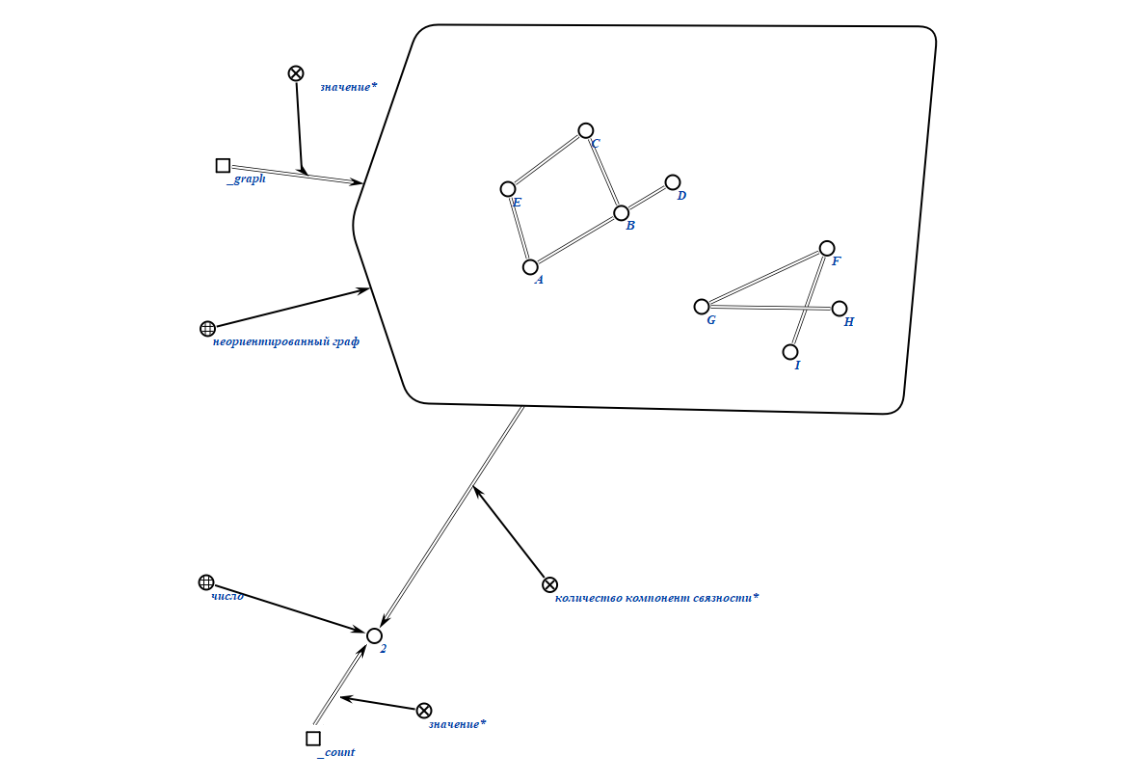 значение*
_graph
C
D
E
B
A
F
G
H
I
неориентированный граф
число
количество компонент связности*
2
значение*
_count